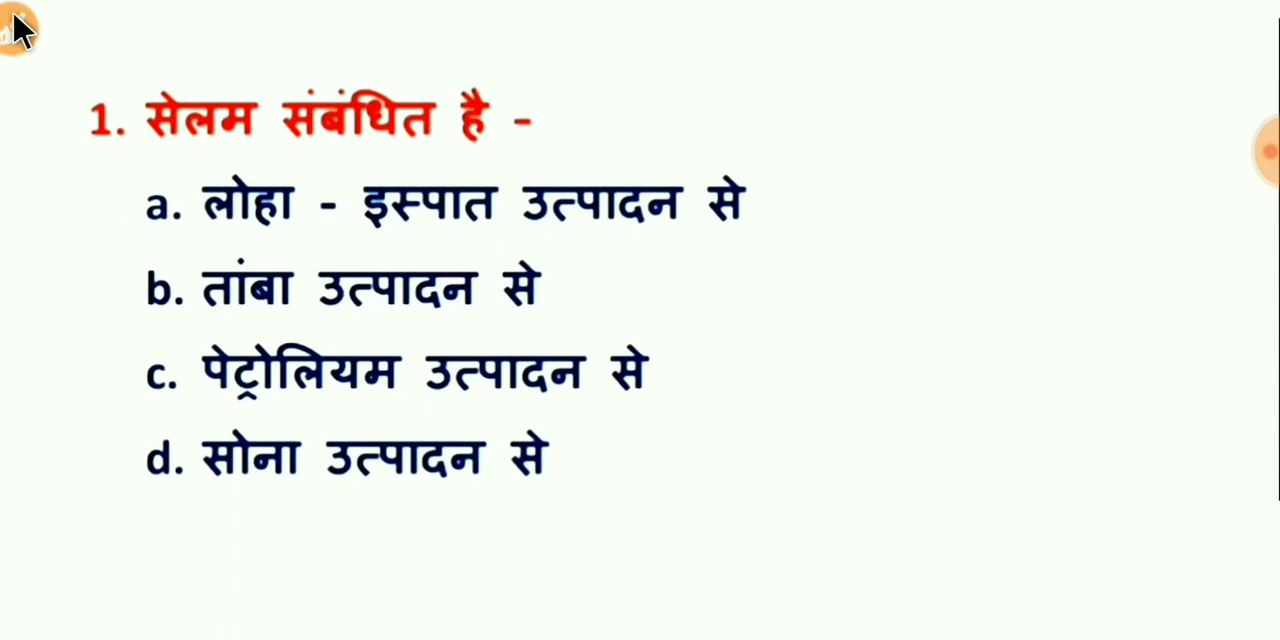 1. सेलम संबंधित है -
a. लोहा - इस्पात उत्पादन से
b. तांबा उत्पादन से
c. पेट्रोलियम उत्पादन से
d. सोना उत्पादन से